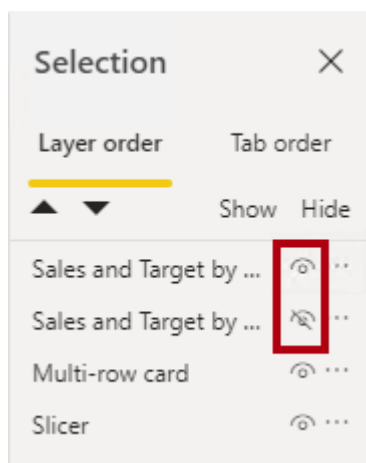 Selection
Layer order Tab order
Show Hide
Sales and Target by ...
Sales and Target by ...
Multi-row card
Slicer